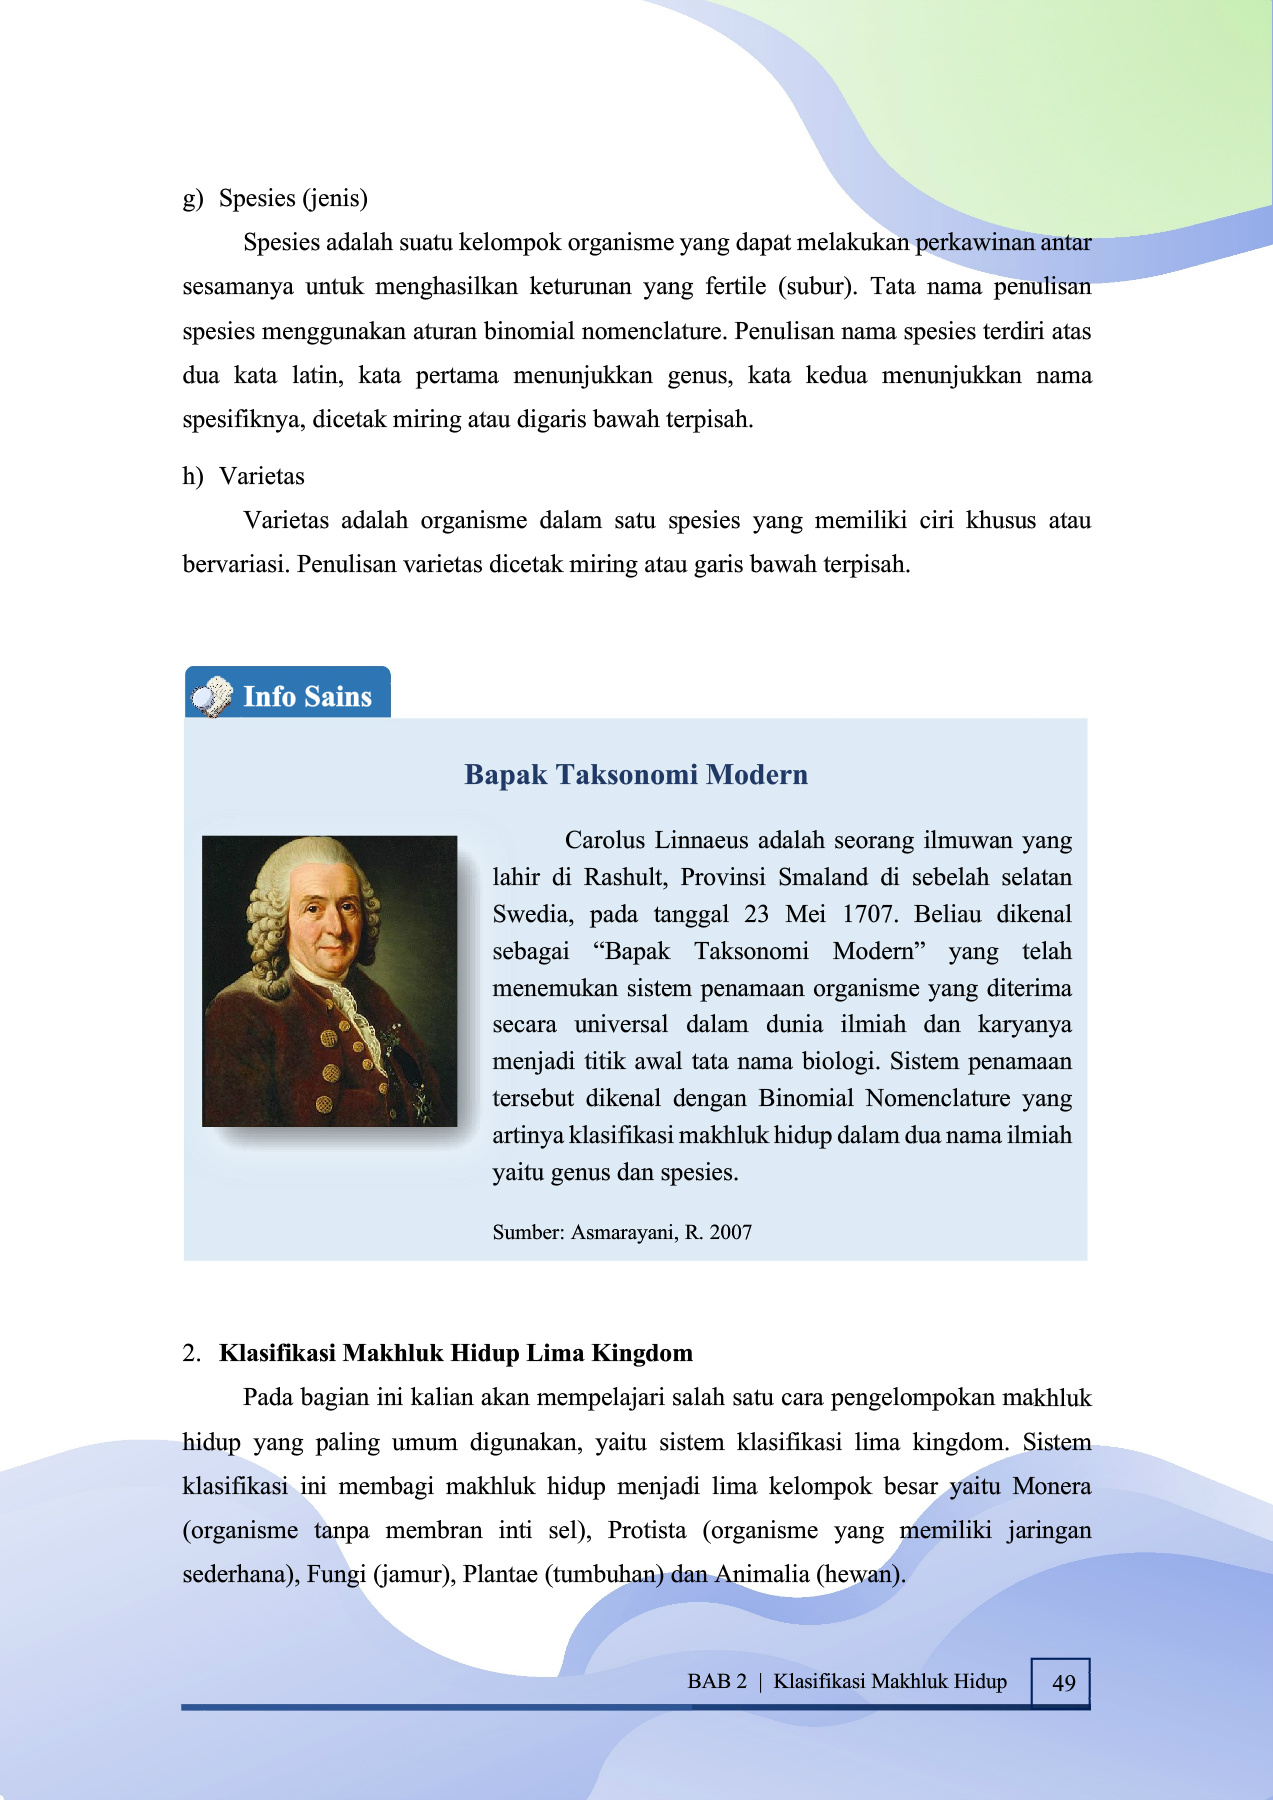 g) Spesies (jenis)
Spesies adalah suatu kelompok organisme yang dapat melakukan perkawinan antar
sesamanya untuk menghasilkan keturunan yang fertile (subur). Tata nama penulisan
spesies menggunakan aturan binomial nomenclature. Penulisan nama spesies terdiri atas
dua kata latin, kata pertama menunjukkan genus, kata kedua menunjukkan nama
spesifiknya, dicetak miring atau digaris bawah terpisah.
h) Varietas
Varietas adalah organisme dalam satu spesies yang memiliki ciri khusus atau
bervariasi. Penulisan varietas dicetak miring atau garis bawah terpisah.
Info Sains
Bapak Taksonomi Modern
Carolus Linnaeus adalah seorang ilmuwan yang
lahir di Rashult, Provinsi Smaland di sebelah selatan
Swedia, pada tanggal 23 Mei 1707. Beliau dikenal
sebagai “Bapak Taksonomi Modern” yang telah
menemukan sistem penamaan organisme yang diterima
secara universal dalam dunia ilmiah dan karyanya
menjadi titik awal tata nama biologi. Sistem penamaan
tersebut dikenal dengan Binomial Nomenclature yang
artinya klasifikasi makhluk hidup dalam dua nama ilmiah
yaitu genus dan spesies.
Sumber: Asmarayani, R. 2007
2. Klasifikasi Makhluk Hidup Lima Kingdom
Pada bagian ini kalian akan mempelajari salah satu cara pengelompokan makhluk
hidup yang paling umum digunakan, yaitu sistem klasifikasi lima kingdom. Sistem
klasifikasi ini membagi makhluk hidup menjadi lima kelompok besar yaitu Monera
(organisme tanpa membran inti sel), Protista (organisme yang memiliki jaringan
sederhana), Fungi (jamur), Plantae (tumbuhan) dan Animalia (hewan).
BAB 2 | Klasifikasi Makhluk Hidup 49